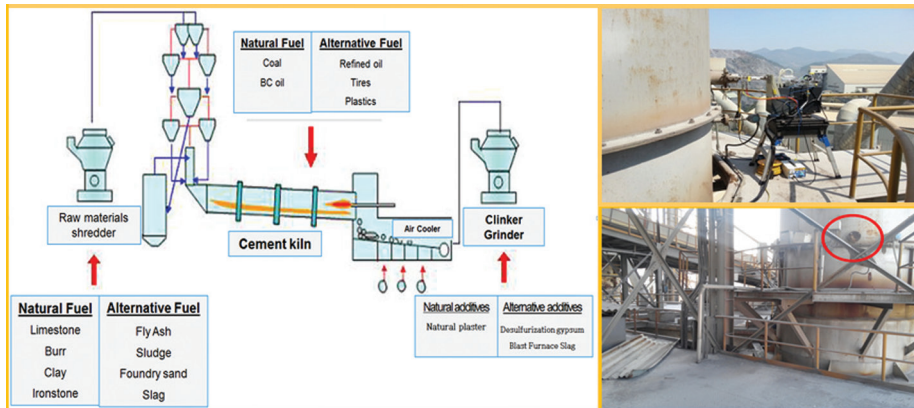 Natural Fuel
Coal
BC oil
Alternative Fuel
Refined oil
Tires
Plastics
Raw materials
shredder
Cement kiln
Air Cooler
Clinker
Grinder
Natural Fuel
Limestone
Burr
Clay
Ironstone
Alternative Fuel
Fly Ash
Sludge
Foundry sand
Slag
Natural additives
Natural plaster
Alternative additives
Desulfurization gypsum
Blast Furnace Slag